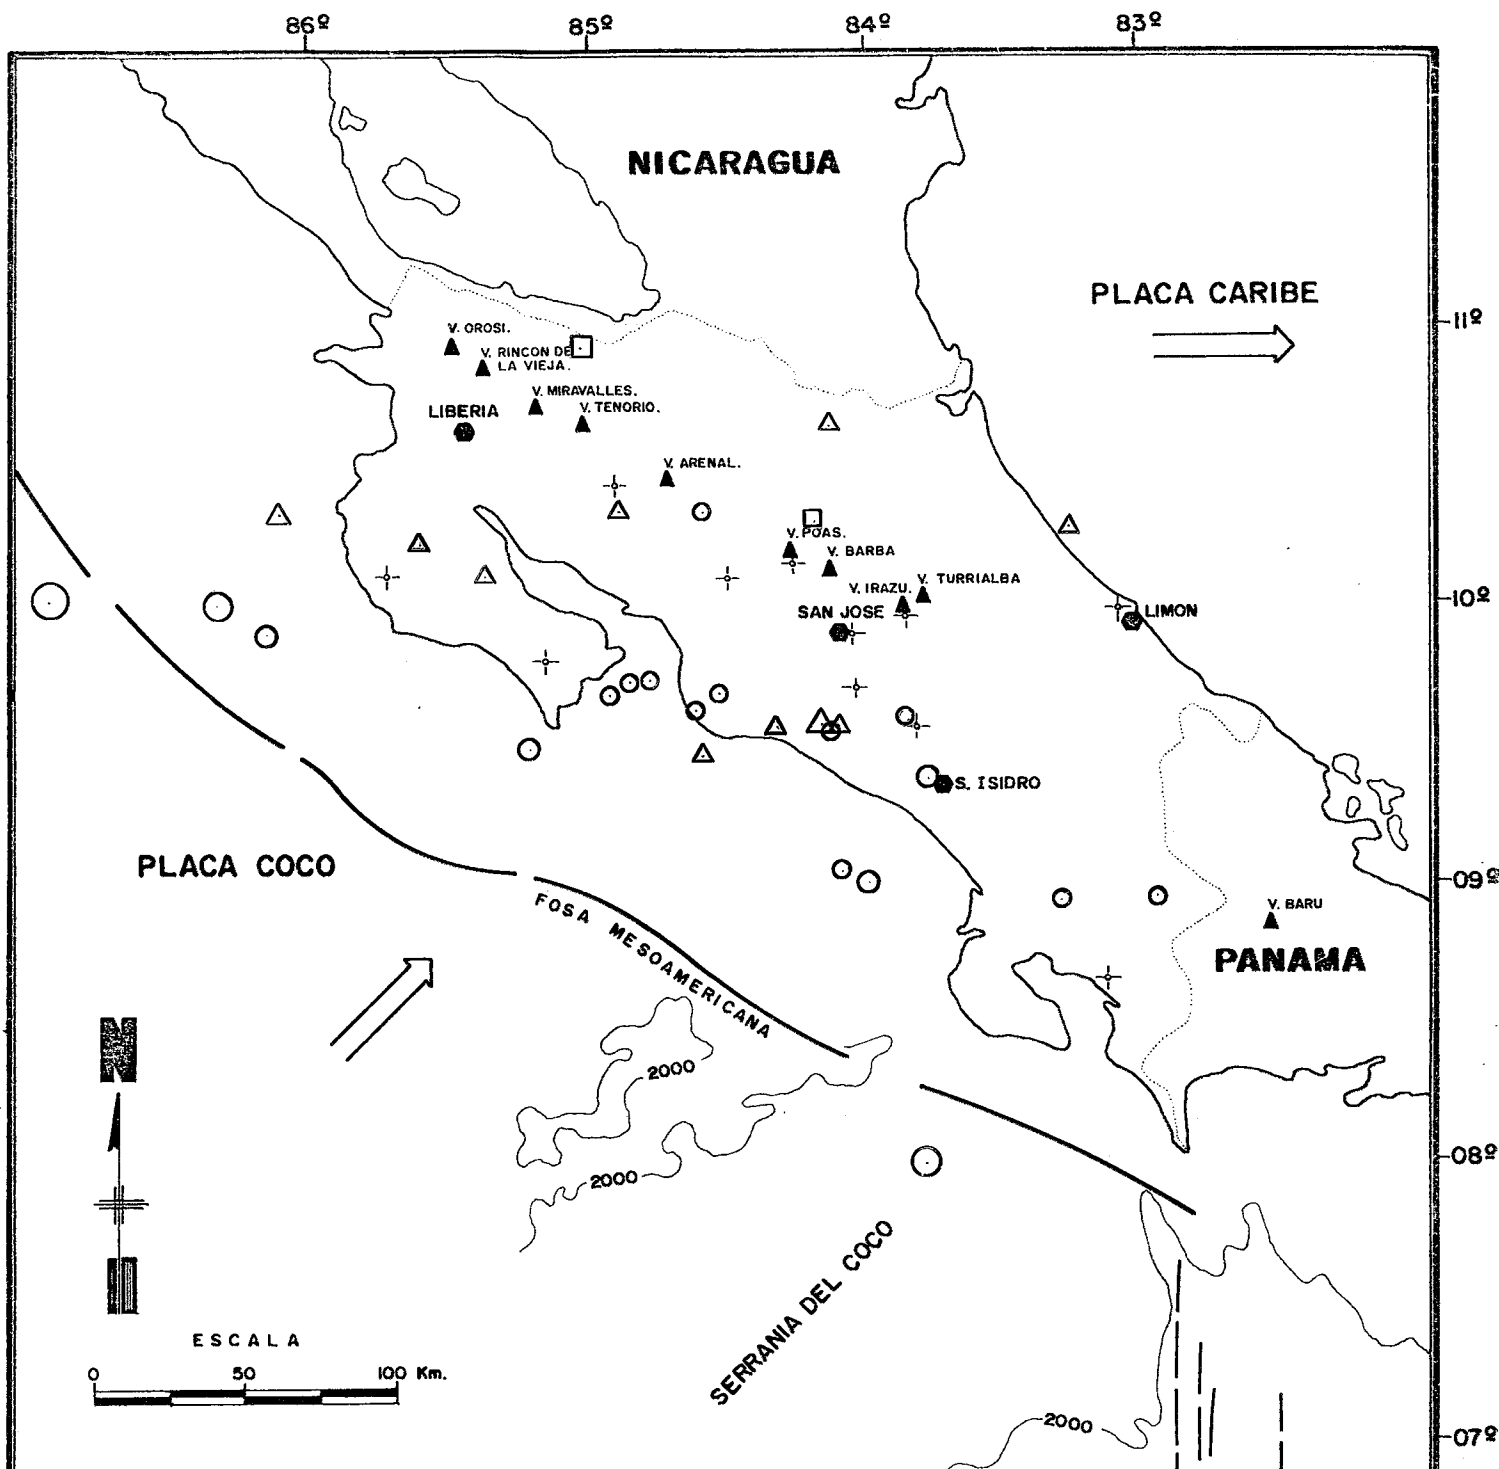 86º 85º 84º 83º
NICARAGUA
PLACA CARIBE
11º
V. OROSI.
V. RINCON DE
LA VIEJA.
V. MIRAVALLES.
V. TENORIO.
LIBERIA
V. ARENAL.
V. POAS.
V. BARBA
V. IRAZU.
V. TURRIALBA
10º
SAN JOSE
LIMON
S. ISIDRO
PLACA COCO
09º
FOSA MESOAMERICANA
V. BARU
PANAMA
N
2000
08º
2000
SERRANIA DEL COCO
ESCALA
0 50 100 Km.
2000
07º